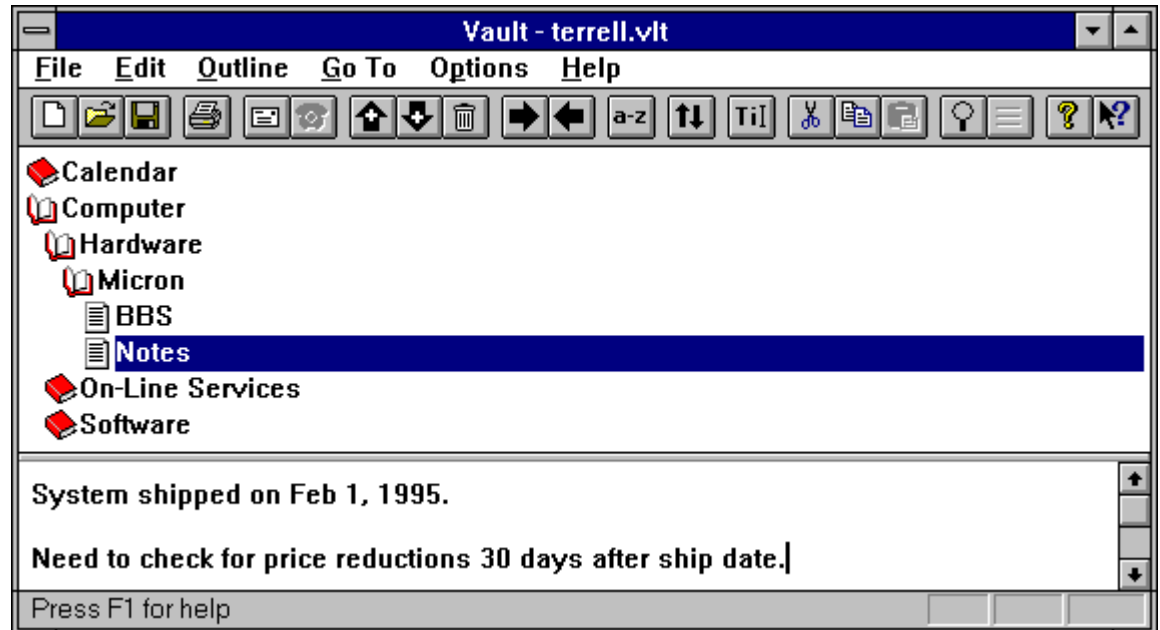 Vault - terrell.vlt
File Edit Outline Go To Options Help
a-z TiI
Calendar
Computer
Hardware
Micron
BBS
Notes
On-Line Services
Software
System shipped on Feb 1, 1995.
Need to check for price reductions 30 days after ship date.
Press F1 for help